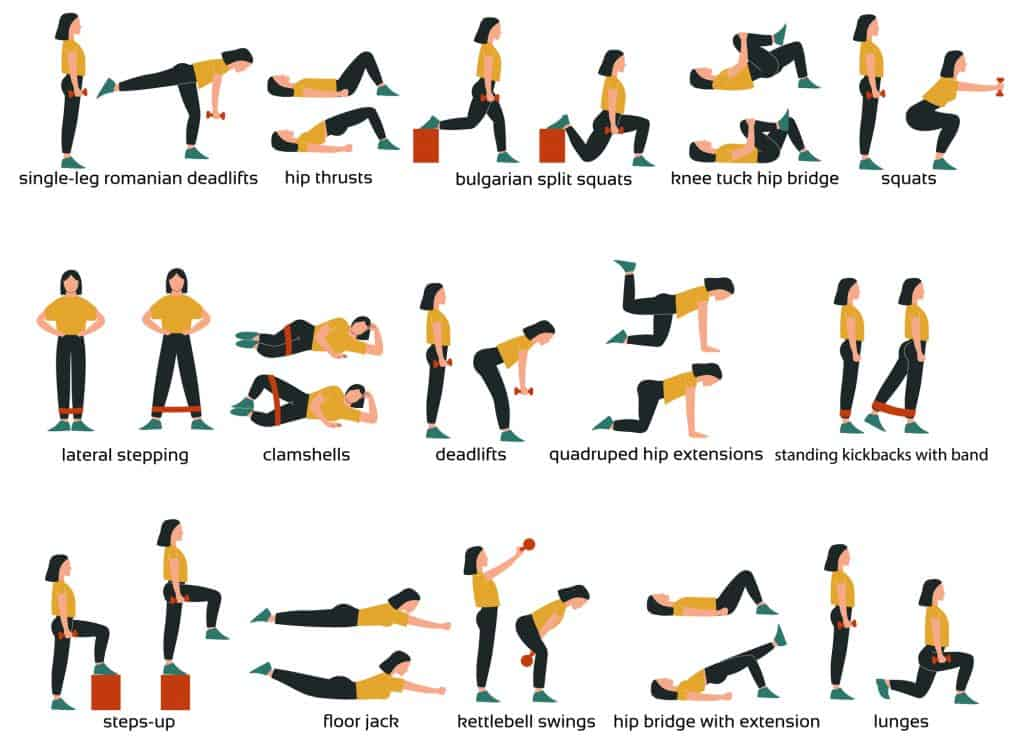 single-leg romanian deadlifts
hip thrusts
bulgarian split squats
knee tuck hip bridge
squats
lateral stepping
clamshells
deadlifts
quadruped hip extensions
standing kickbacks with band
steps-up
floor jack
kettlebell swings
hip bridge with extension
lunges